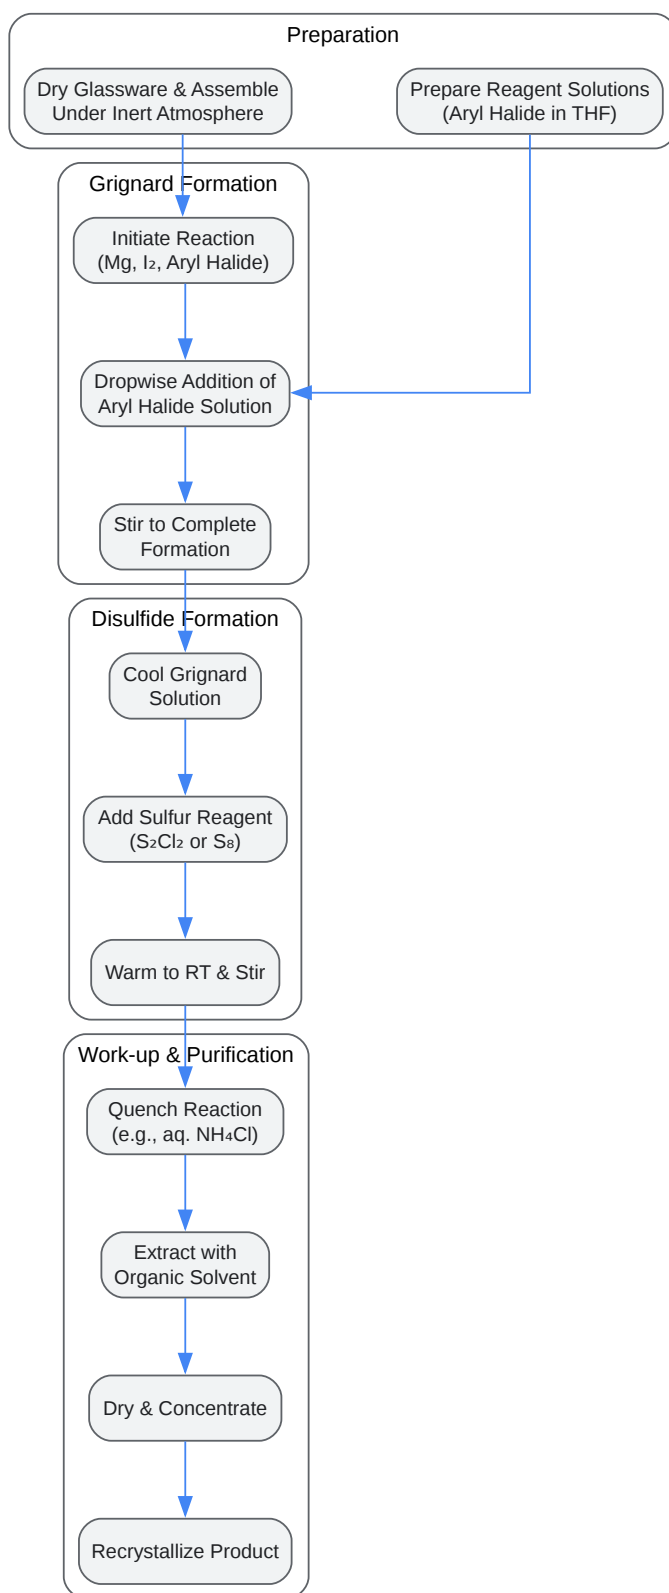 Preparation
Dry Glassware & Assemble
Under Inert Atmosphere
Prepare Reagent Solutions
(Aryl Halide in THF)
Grignard Formation
Initiate Reaction
(Mg, I₂, Aryl Halide)
Dropwise Addition of
Aryl Halide Solution
Stir to Complete
Formation
Disulfide Formation
Cool Grignard
Solution
Add Sulfur Reagent
(S₂Cl₂ or S₈)
Warm to RT & Stir
Work-up & Purification
Quench Reaction
(e.g., aq. NH₄Cl)
Extract with
Organic Solvent
Dry & Concentrate
Recrystallize Product